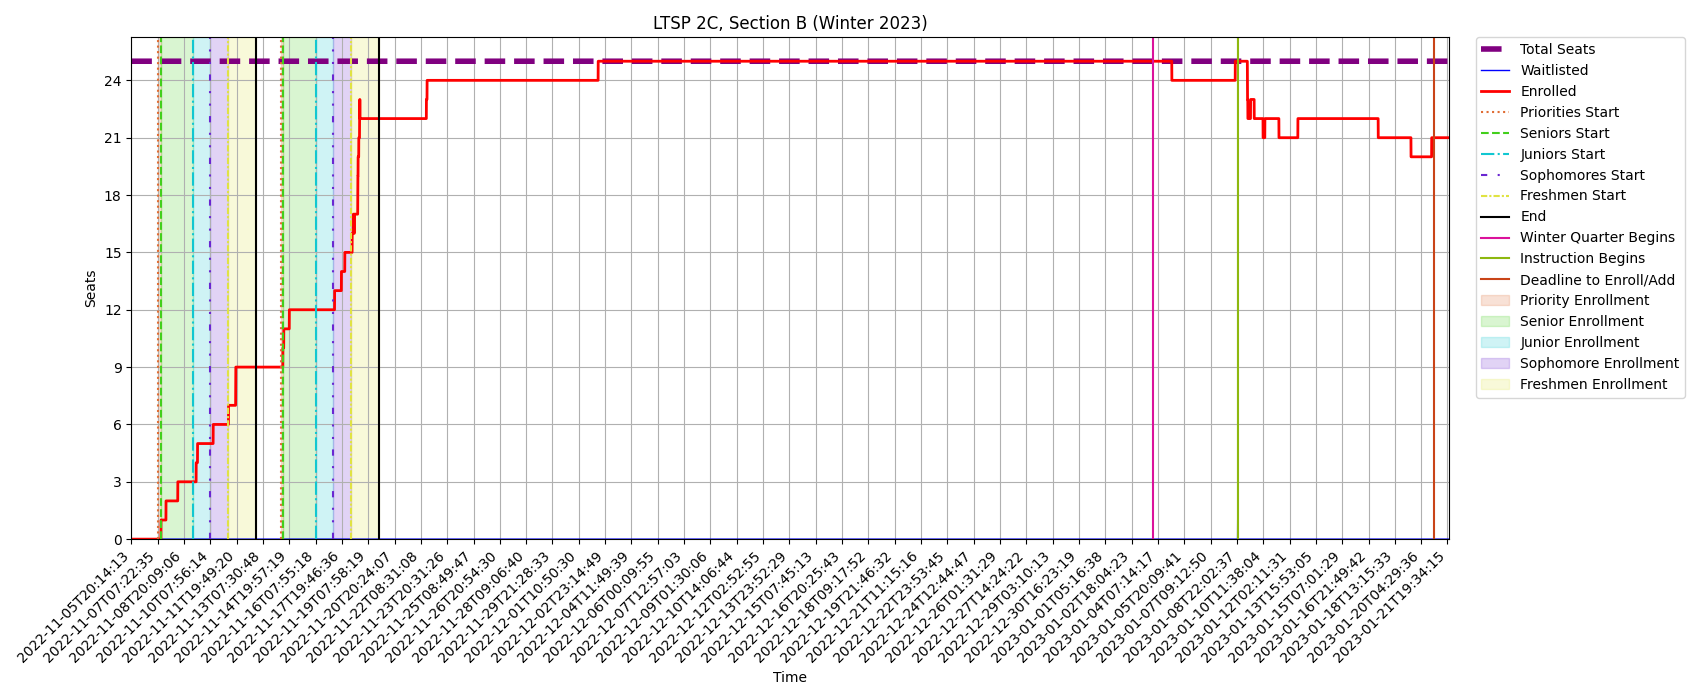 LTSP 2C, Section B (Winter 2023)
Seats
24
21
18
15
12
9
6
3
0
2022-11-05T20:14:13
2022-11-07T07:22:35
2022-11-08T20:09:06
2022-11-10T07:56:14
2022-11-11T19:49:20
2022-11-13T07:30:48
2022-11-14T19:57:19
2022-11-16T07:55:18
2022-11-17T19:46:36
2022-11-19T07:58:19
2022-11-20T20:24:07
2022-11-22T08:31:08
2022-11-23T20:31:26
2022-11-25T08:49:47
2022-11-26T20:54:30
2022-11-28T09:06:40
2022-11-29T21:28:33
2022-12-01T10:50:30
2022-12-02T23:14:49
2022-12-04T11:49:39
2022-12-06T00:09:55
2022-12-07T12:57:03
2022-12-09T01:30:06
2022-12-10T14:06:44
2022-12-12T02:52:55
2022-12-13T23:52:29
2022-12-15T07:45:13
2022-12-16T20:25:43
2022-12-18T09:17:52
2022-12-19T21:46:32
2022-12-21T11:15:16
2022-12-22T23:53:45
2022-12-24T12:44:47
2022-12-26T01:31:29
2022-12-27T14:24:22
2022-12-29T03:10:13
2022-12-30T16:23:19
2023-01-01T05:16:38
2023-01-02T18:04:23
2023-01-04T07:14:17
2023-01-05T20:09:41
2023-01-07T09:12:50
2023-01-08T22:02:37
2023-01-10T11:38:04
2023-01-12T02:11:31
2023-01-13T15:53:05
2023-01-15T07:01:29
2023-01-16T21:49:42
2023-01-18T13:15:33
2023-01-20T04:29:36
2023-01-21T19:34:15
Time
Total Seats
Waitlisted
Enrolled
Priorities Start
Seniors Start
Juniors Start
Sophomores Start
Freshmen Start
End
Winter Quarter Begins
Instruction Begins
Deadline to Enroll/Add
Priority Enrollment
Senior Enrollment
Junior Enrollment
Sophomore Enrollment
Freshmen Enrollment